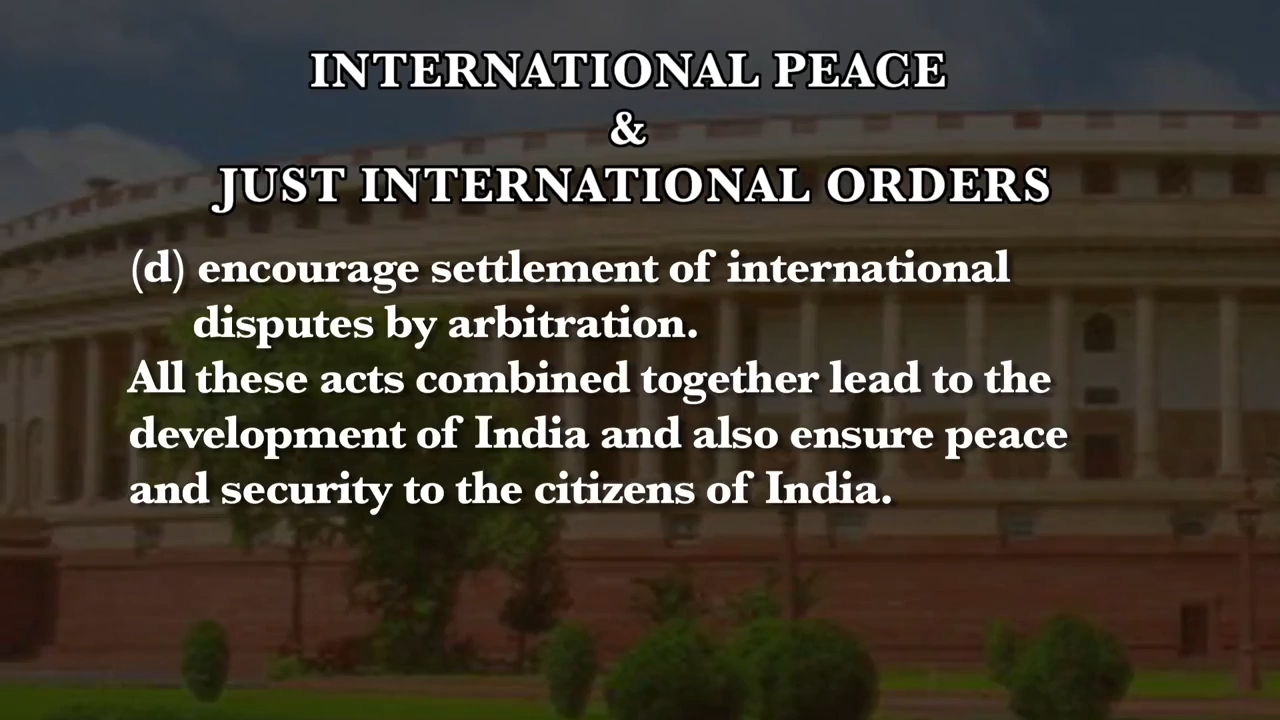 INTERNATIONAL PEACE
&
JUST INTERNATIONAL ORDERS
(d) encourage settlement of international
disputes by arbitration.
All these acts combined together lead to the
development of India and also ensure peace
and security to the citizens of India.